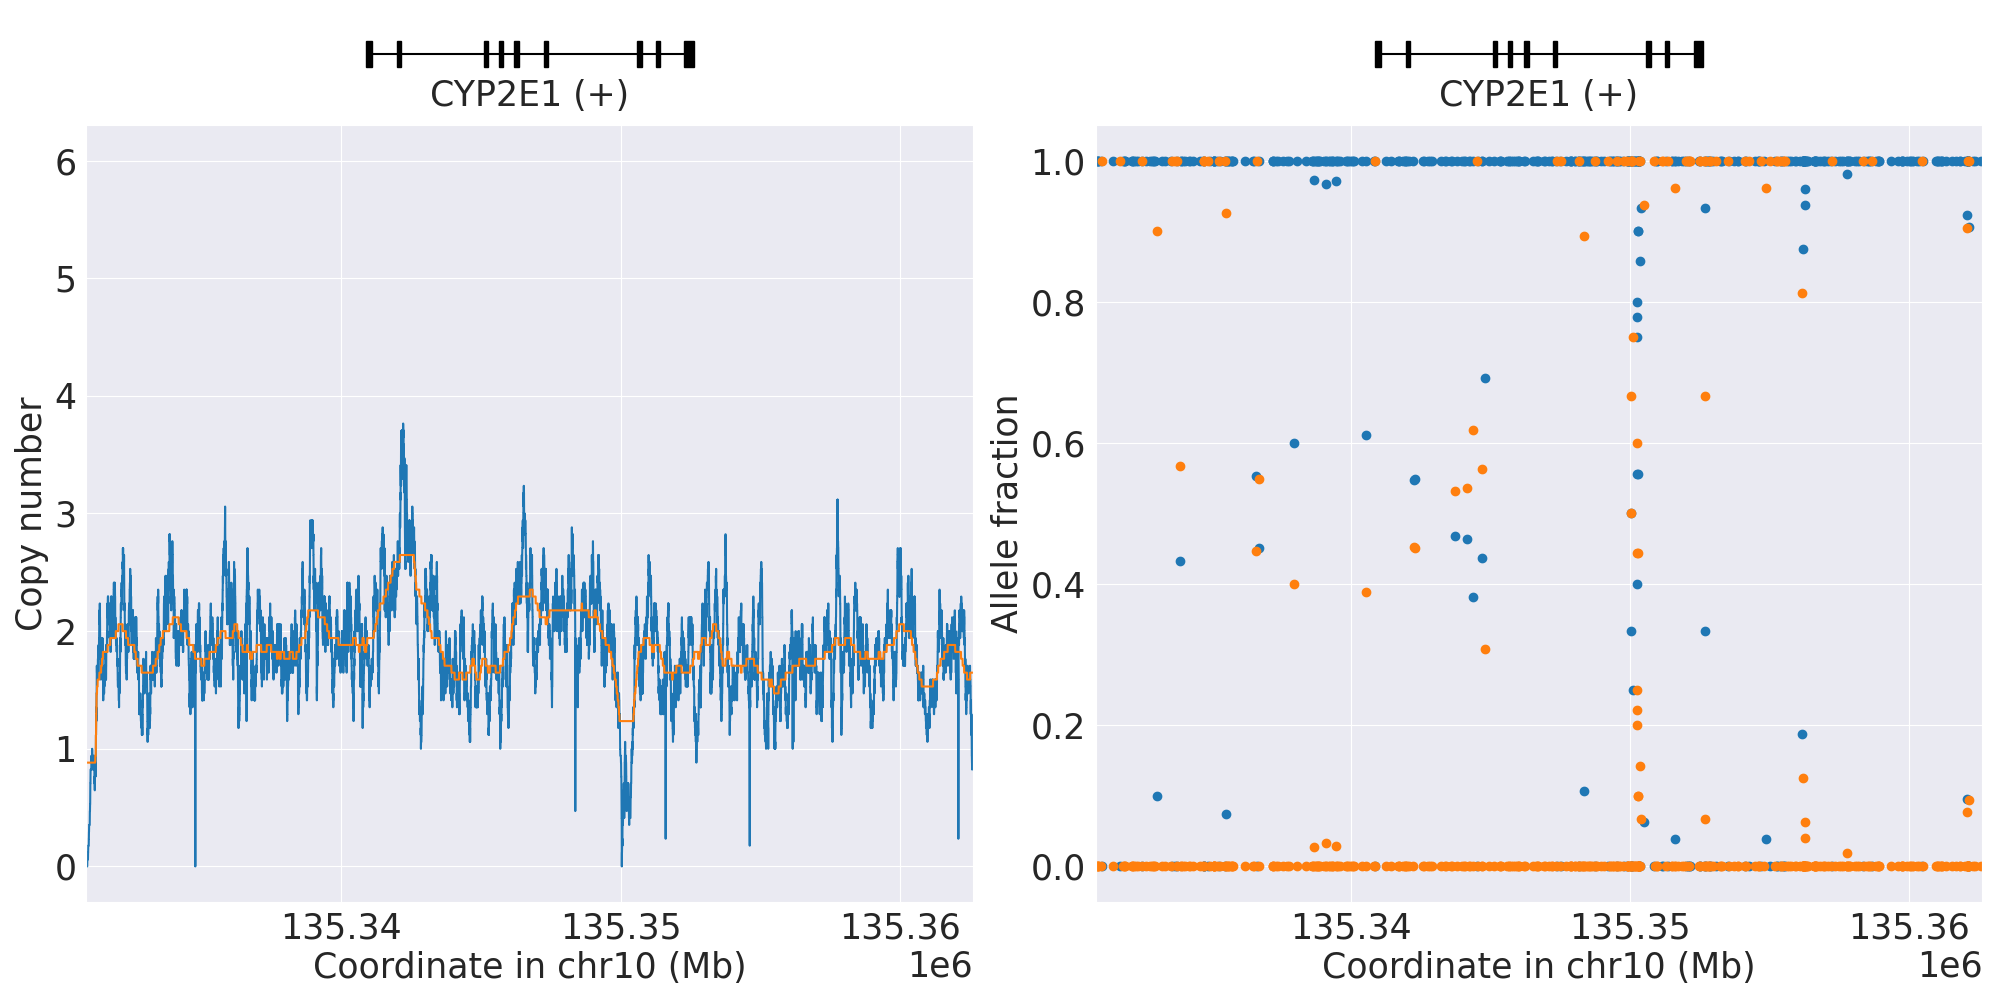 CYP2E1 (+)
6
5
4
3
2
1
0
Copy number
135.34 135.35 135.36
Coordinate in chr10 (Mb)
1e6
CYP2E1 (+)
1.0
0.8
0.6
0.4
0.2
0.0
Allele fraction
135.34 135.35 135.36
Coordinate in chr10 (Mb)
1e6